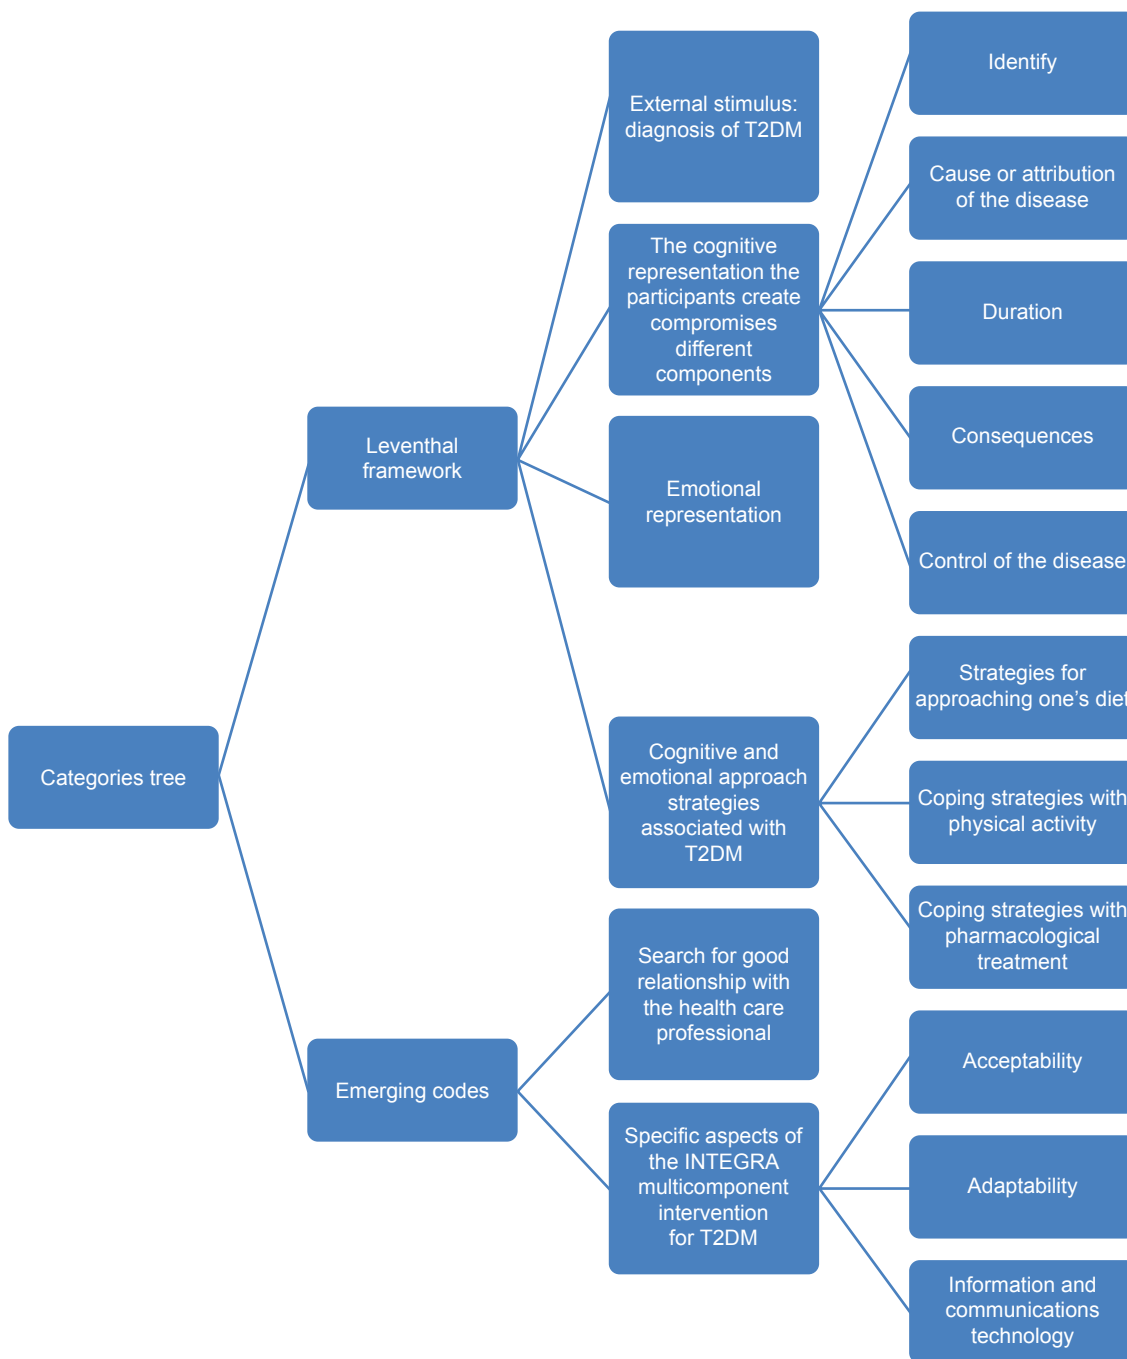 Categories tree
Leventhal
framework
Emerging codes
External stimulus:
diagnosis of T2DM
The cognitive
representation the
participants create
compromises
different
components
Emotional
representation
Cognitive and
emotional approach
strategies
associated with
T2DM
Search for good
relationship with
the health care
professional
Specific aspects of
the INTEGRA
multicomponent
intervention
for T2DM
Identify
Cause or attribution
of the disease
Duration
Consequences
Control of the disease
Strategies for
approaching one’s diet
Coping strategies with
physical activity
Coping strategies with
pharmacological
treatment
Acceptability
Adaptability
Information and
communications
technology